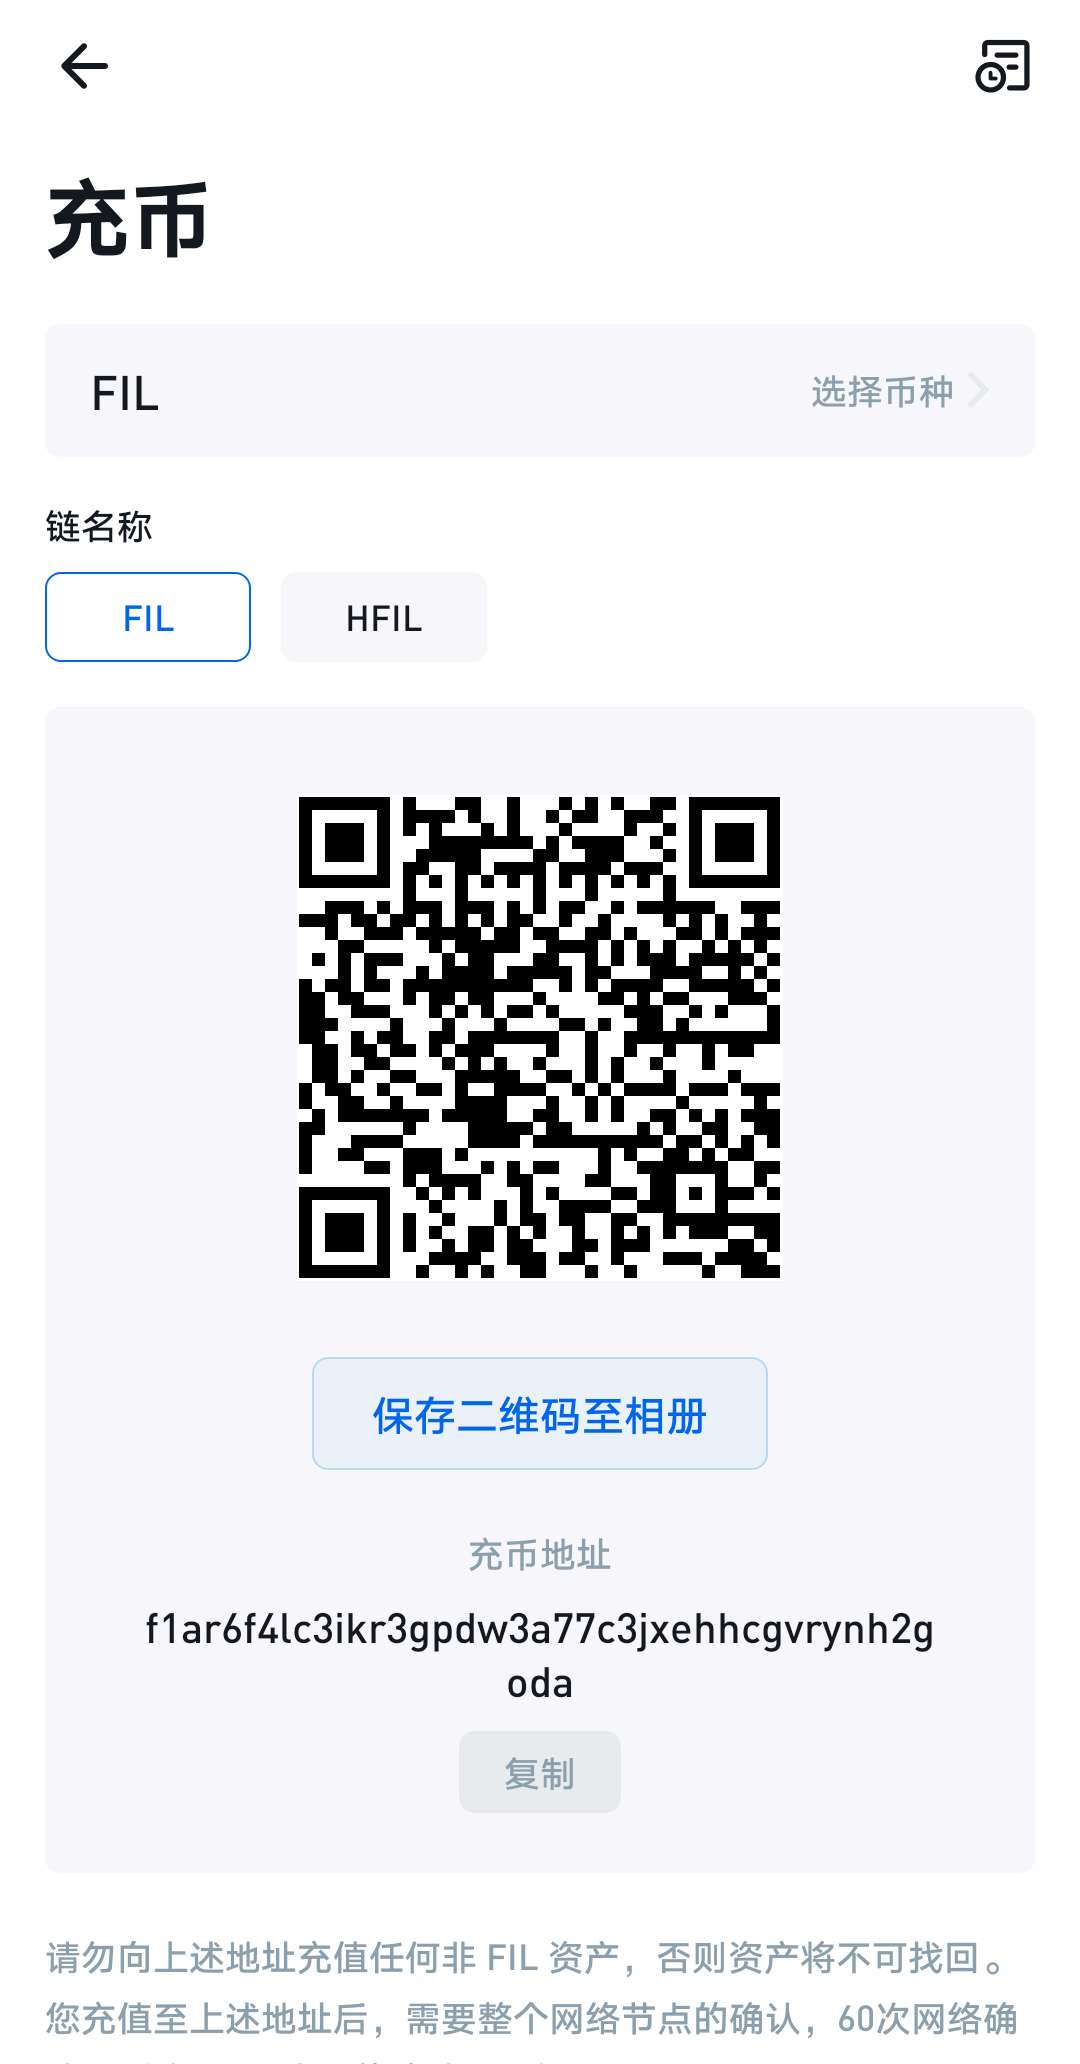 充币
FIL 选择币种
链名称
FIL HFIL
保存二维码至相册
充币地址
f1ar6f4lc3ikr3gpdw3a77c3jxehhcgvrynh2g
oda
复制
请勿向上述地址充值任何非 FIL 资产，否则资产将不可找回。
您充值至上述地址后，需要整个网络节点的确认，60次网络确